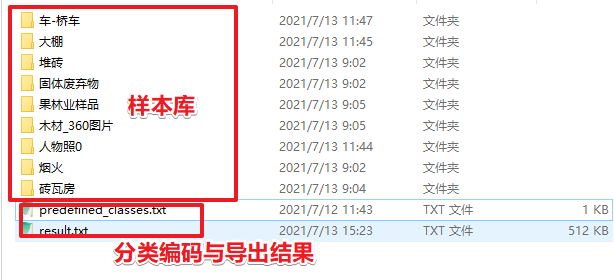 车-桥车 2021/7/13 11:47 文件夹
大棚 2021/7/13 11:45 文件夹
堆砖 2021/7/13 9:02 文件夹
固体废弃物 2021/7/13 9:02 文件夹
果林业样品 2021/7/13 9:05 文件夹
木材_360图片 2021/7/13 9:05 文件夹
人物照0 2021/7/13 11:44 文件夹
烟火 2021/7/13 9:02 文件夹
砖瓦房 2021/7/13 9:04 文件夹
样本库
predefined_classes.txt 2021/7/12 11:43 TXT 文件 1 KB
result.txt 2021/7/13 15:23 TXT 文件 512 KB
分类编码与导出结果